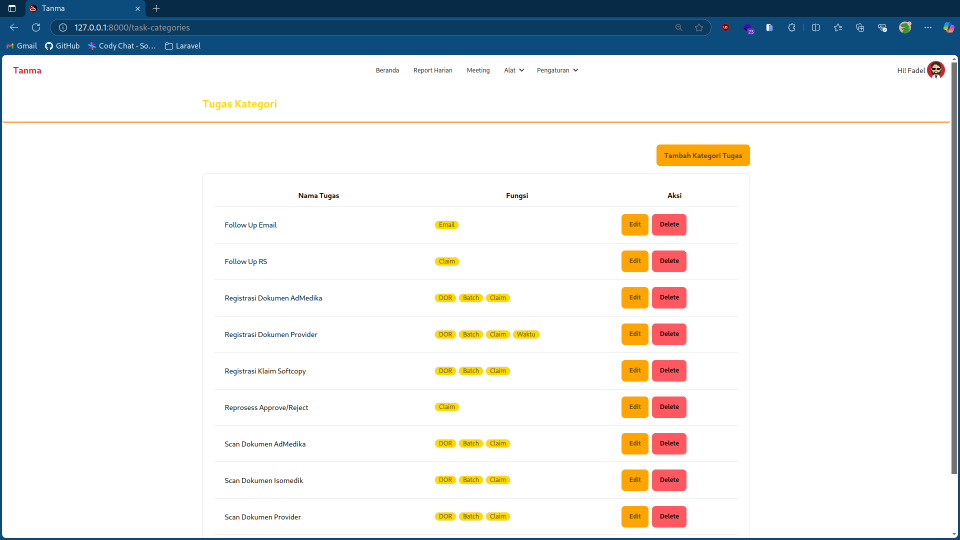 Tanma
127.0.0.1:8000/task-categories
23
Gmail GitHub Cody Chat - So... Laravel
Tanma Beranda Report Harian Meeting Alat Pengaturan Hi! Fadel
Tugas Kategori
Tambah Kategori Tugas
Nama Tugas Fungsi Aksi
Follow Up Email Email Edit Delete
Follow Up RS Claim Edit Delete
Registrasi Dokumen AdMedika DOR Batch Claim Edit Delete
Registrasi Dokumen Provider DOR Batch Claim Waktu Edit Delete
Registrasi Klaim Softcopy DOR Batch Claim Edit Delete
Reprosess Approve/Reject Claim Edit Delete
Scan Dokumen AdMedika DOR Batch Claim Edit Delete
Scan Dokumen Isomedik DOR Batch Claim Edit Delete
Scan Dokumen Provider DOR Batch Claim Edit Delete